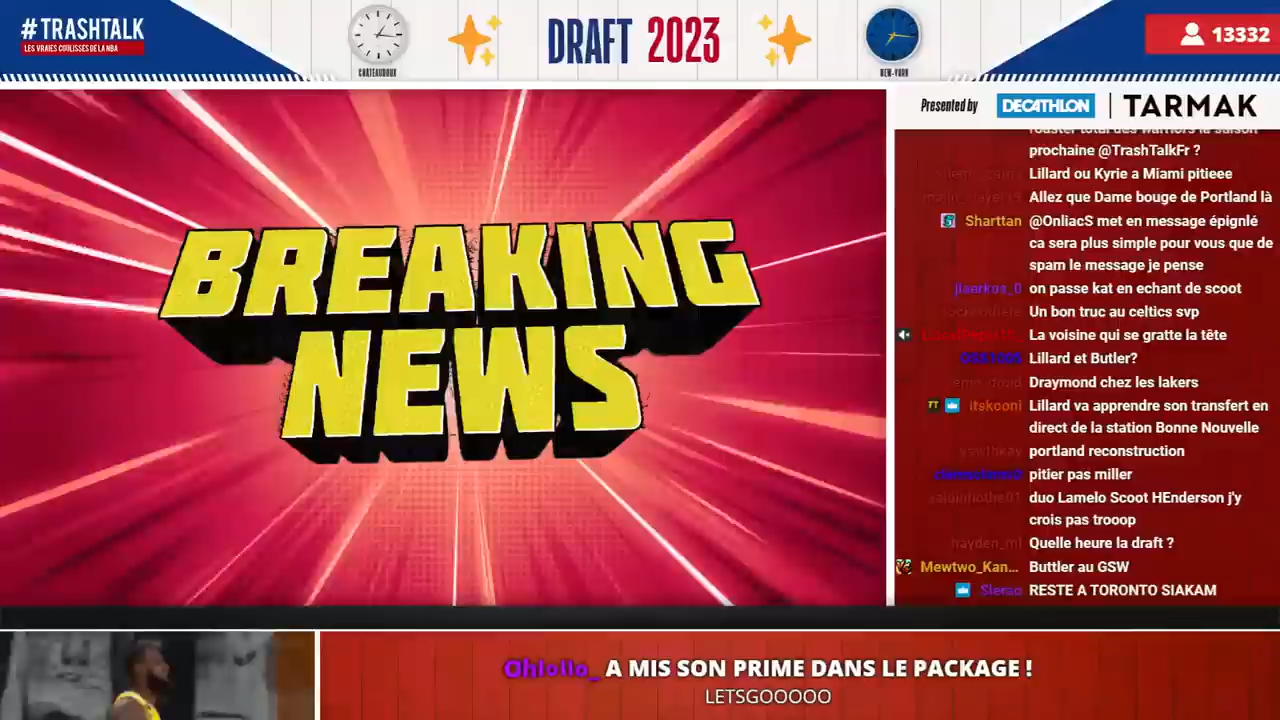 #TRASHTALK
LES VRAIES COULISSES DE LA NBA
CHÂTEAUROUX
DRAFT 2023
NEW-YORK
13332
Presented by DECATHLON | TARMAK
BREAKING
NEWS
roaster total des warriors la saison
prochaine @TrashTalkFr ?
Lillard ou Kyrie a Miami pitieee
Allez que Dame bouge de Portland là
Sharttan @OnliacS met en message épignlé
ca sera plus simple pour vous que de
spam le message je pense
on passe kat en echant de scoot
Un bon truc au celtics svp
La voisine qui se gratte la tête
Lillard et Butler?
Draymond chez les lakers
itskooni Lillard va apprendre son transfert en
direct de la station Bonne Nouvelle
portland reconstruction
pitier pas miller
duo Lamelo Scoot HEnderson j'y
crois pas trooop
hayden_ml Quelle heure la draft ?
Mewtwo_Kan... Buttler au GSW
RESTE A TORONTO SIAKAM
Ohlollo_ A MIS SON PRIME DANS LE PACKAGE !
LETSGOOOOO